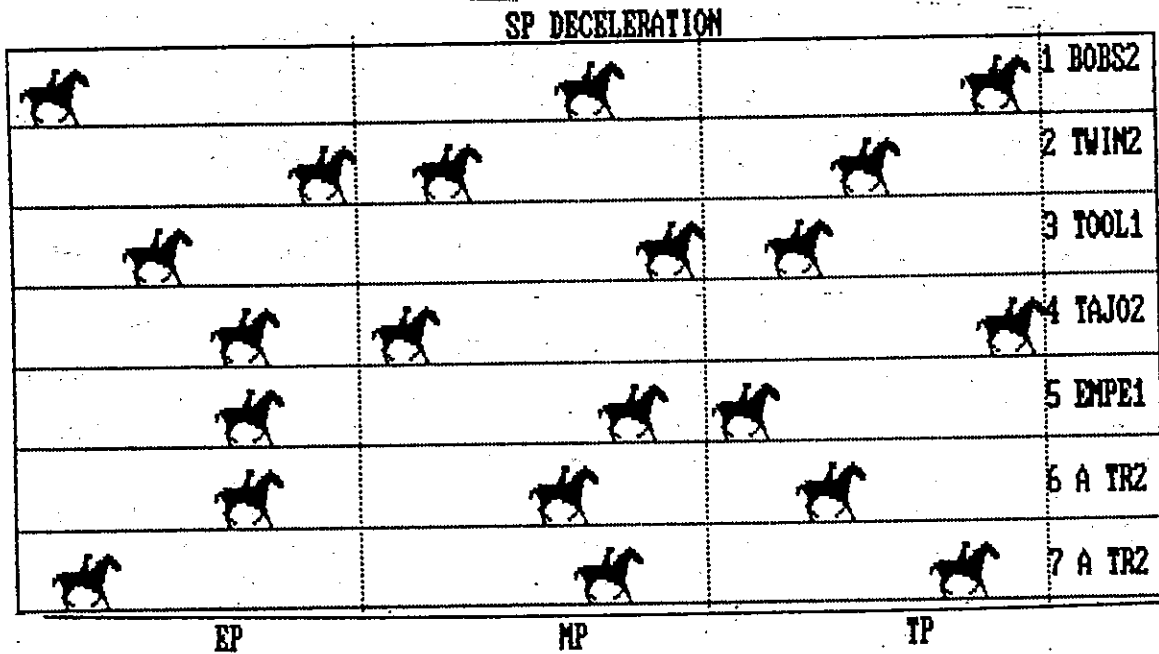 SP DECELERATION
1 BOBS2
2 TWIN2
3 TOOL1
4 TAJO2
5 EMPE1
6 A TR2
7 A TR2
EP MP TP